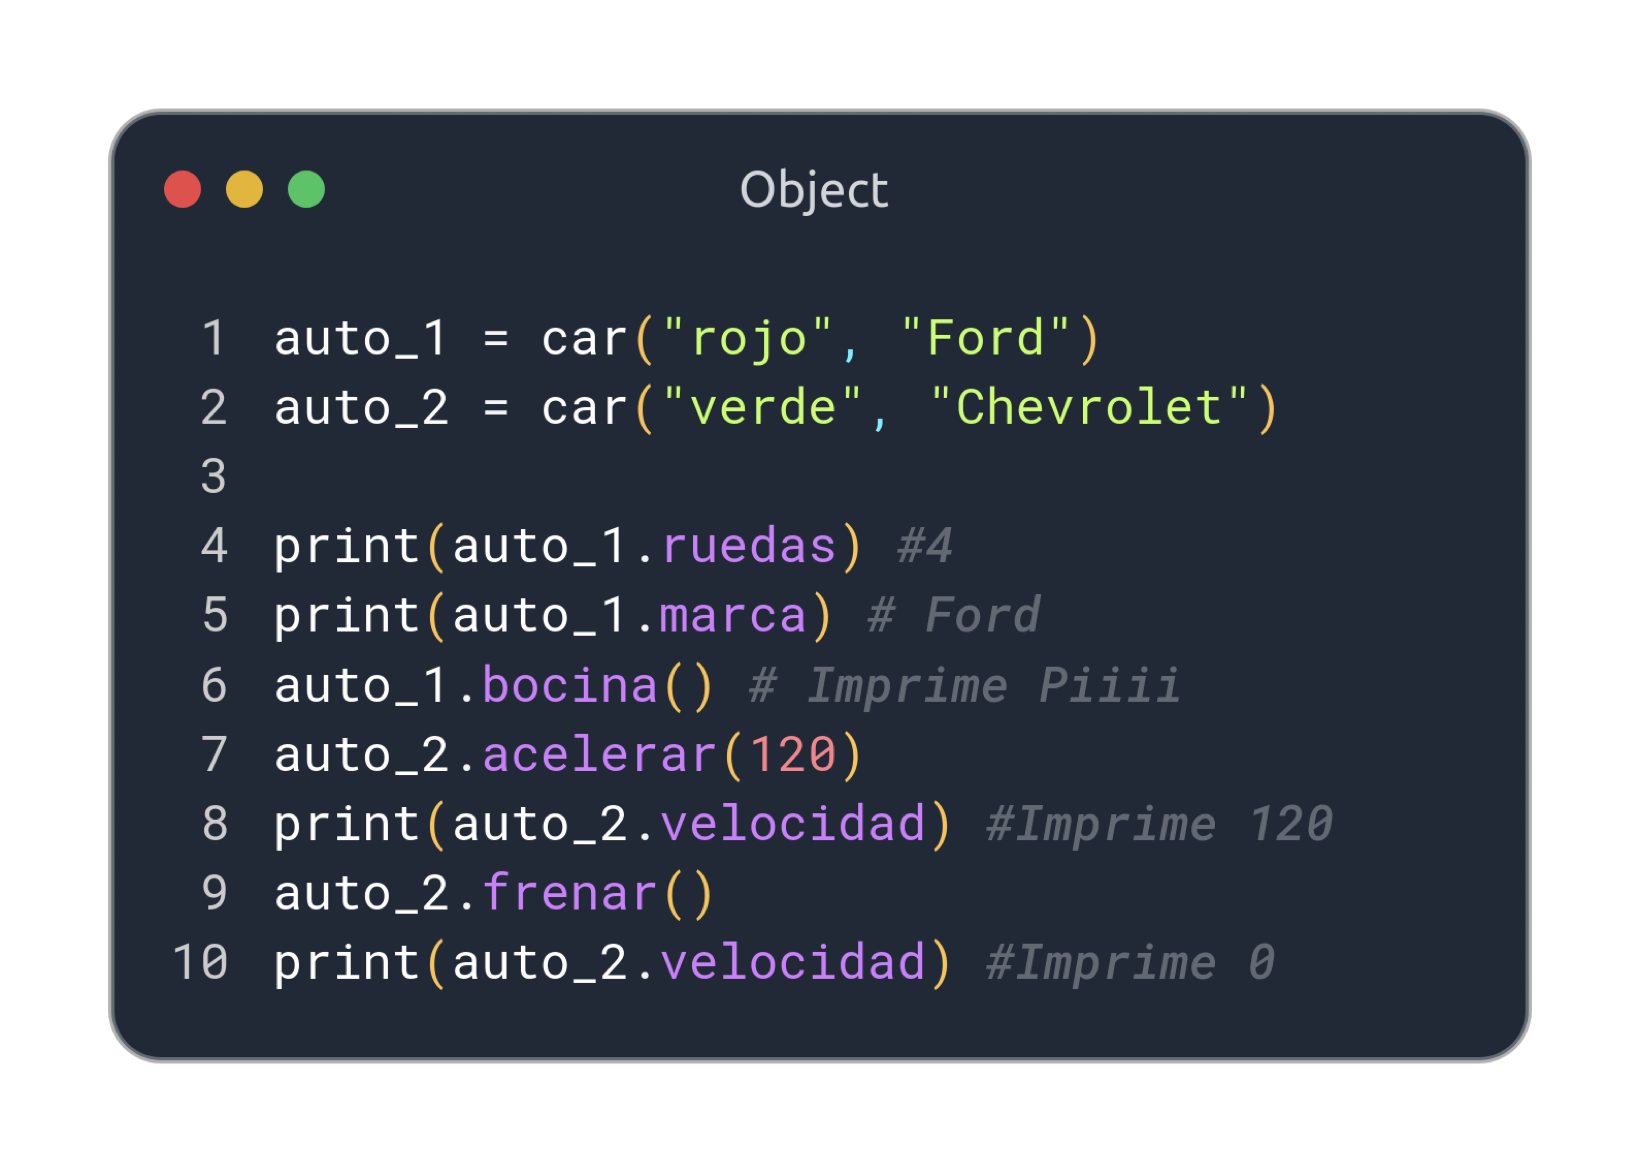 Object
1 auto_1 = car("rojo", "Ford")
2 auto_2 = car("verde", "Chevrolet")
3
4 print(auto_1.ruedas) #4
5 print(auto_1.marca) # Ford
6 auto_1.bocina() # Imprime Piiii
7 auto_2.acelerar(120)
8 print(auto_2.velocidad) #Imprime 120
9 auto_2.frenar()
10 print(auto_2.velocidad) #Imprime 0